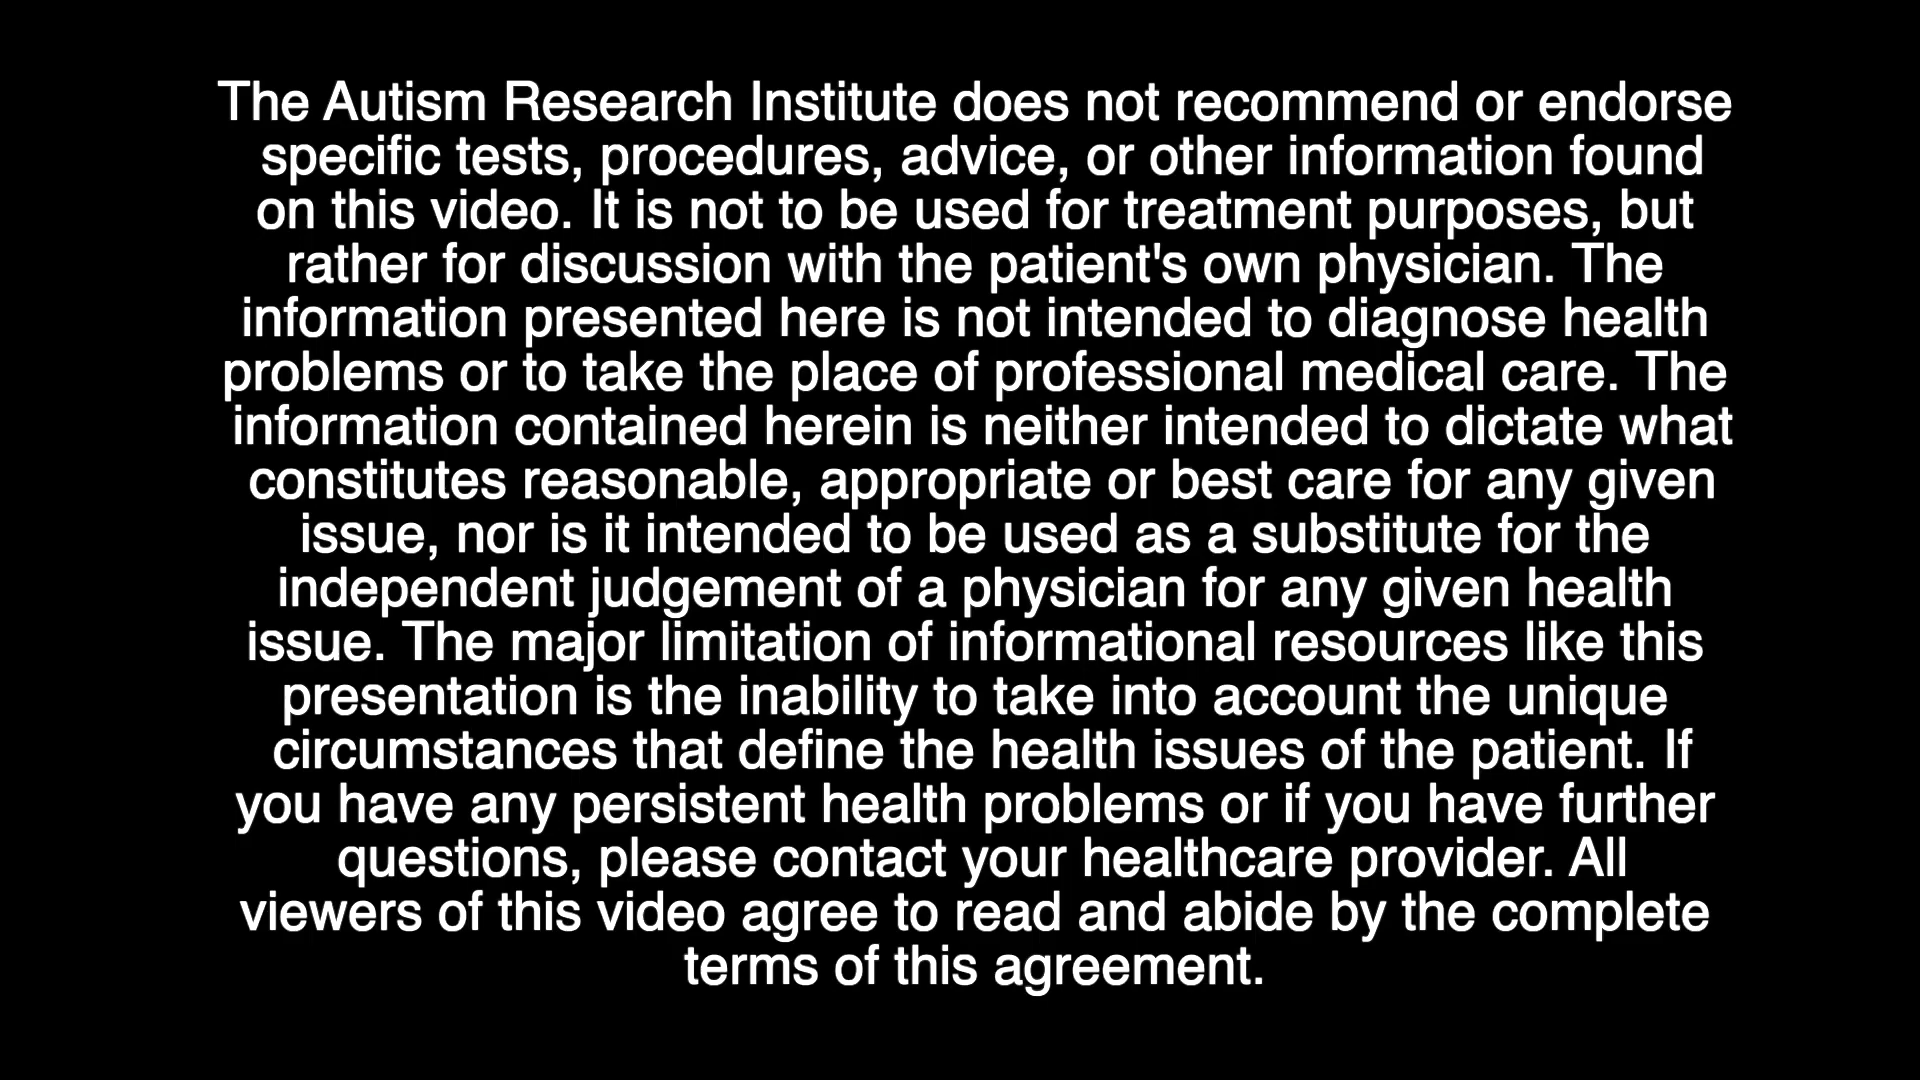 The Autism Research Institute does not recommend or endorse
specific tests, procedures, advice, or other information found
on this video. It is not to be used for treatment purposes, but
rather for discussion with the patient's own physician. The
information presented here is not intended to diagnose health
problems or to take the place of professional medical care. The
information contained herein is neither intended to dictate what
constitutes reasonable, appropriate or best care for any given
issue, nor is it intended to be used as a substitute for the
independent judgement of a physician for any given health
issue. The major limitation of informational resources like this
presentation is the inability to take into account the unique
circumstances that define the health issues of the patient. If
you have any persistent health problems or if you have further
questions, please contact your healthcare provider. All
viewers of this video agree to read and abide by the complete
terms of this agreement.